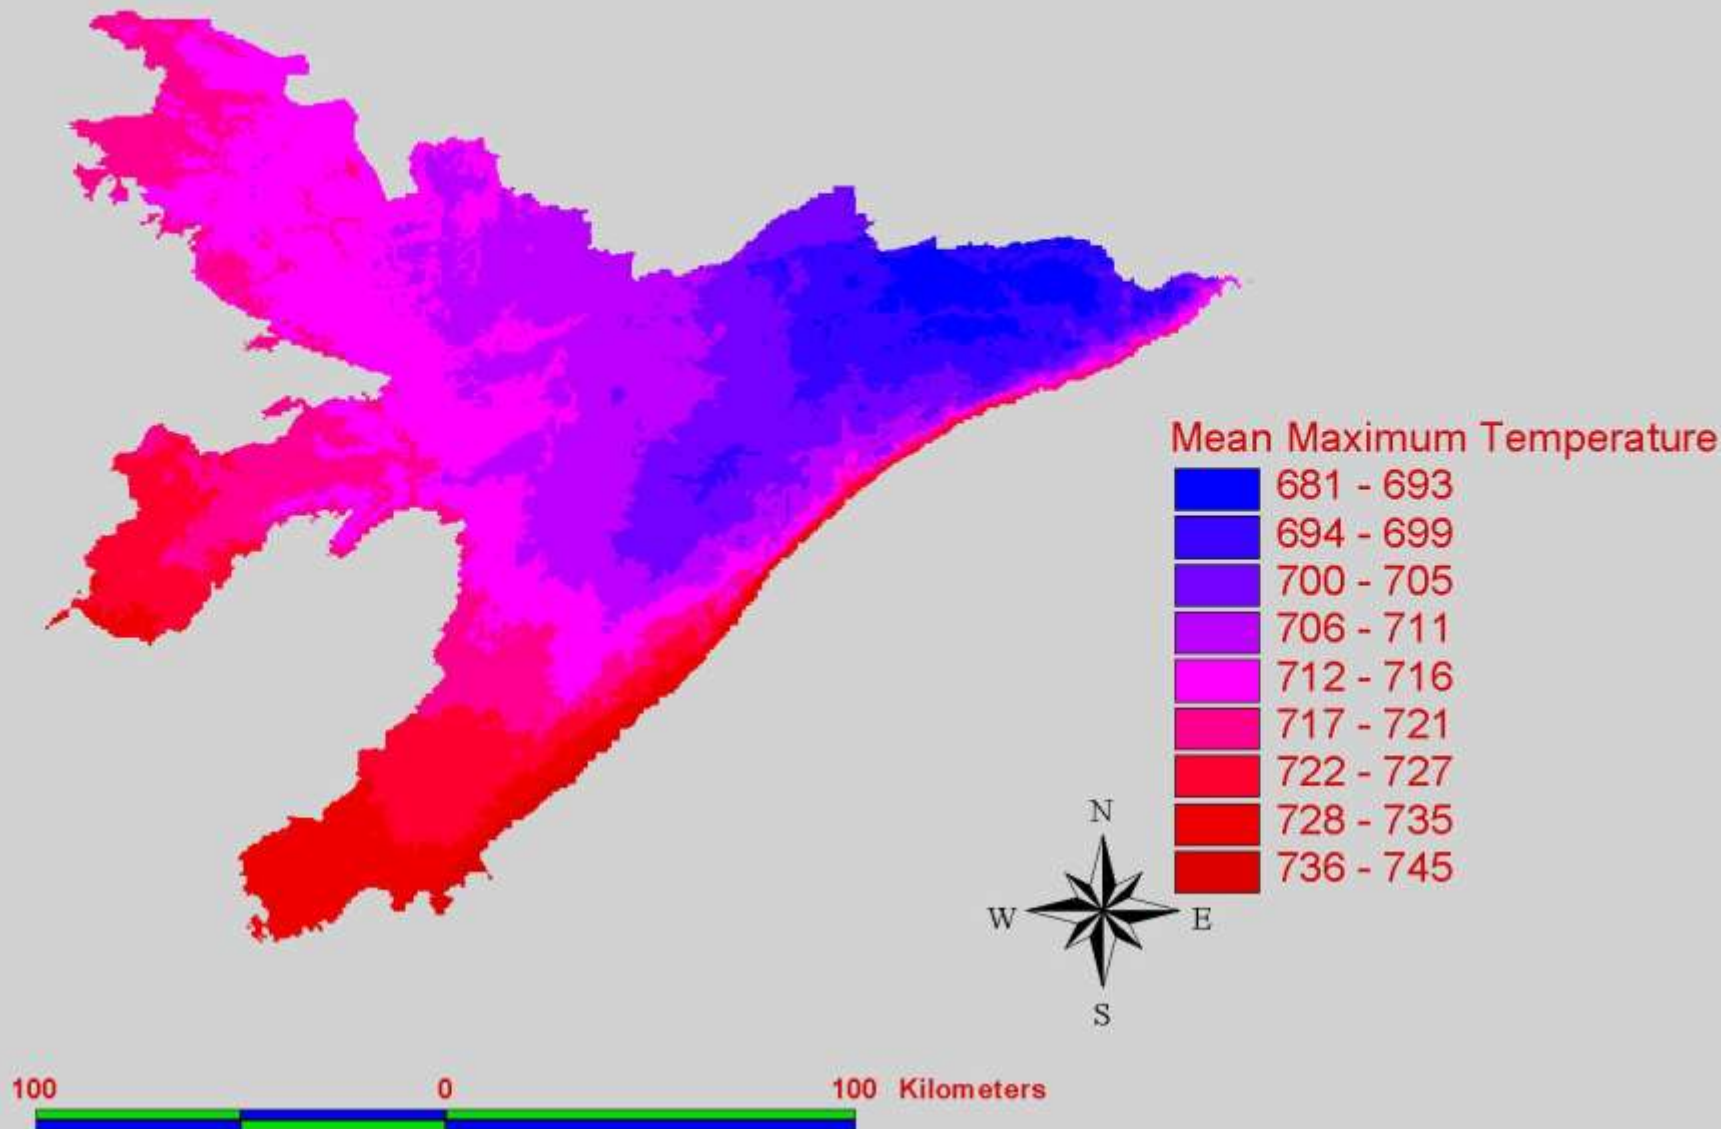 Mean Maximum Temperature
681 - 693
694 - 699
700 - 705
706 - 711
712 - 716
717 - 721
722 - 727
728 - 735
736 - 745
N
W E
S
100 0 100 Kilometers